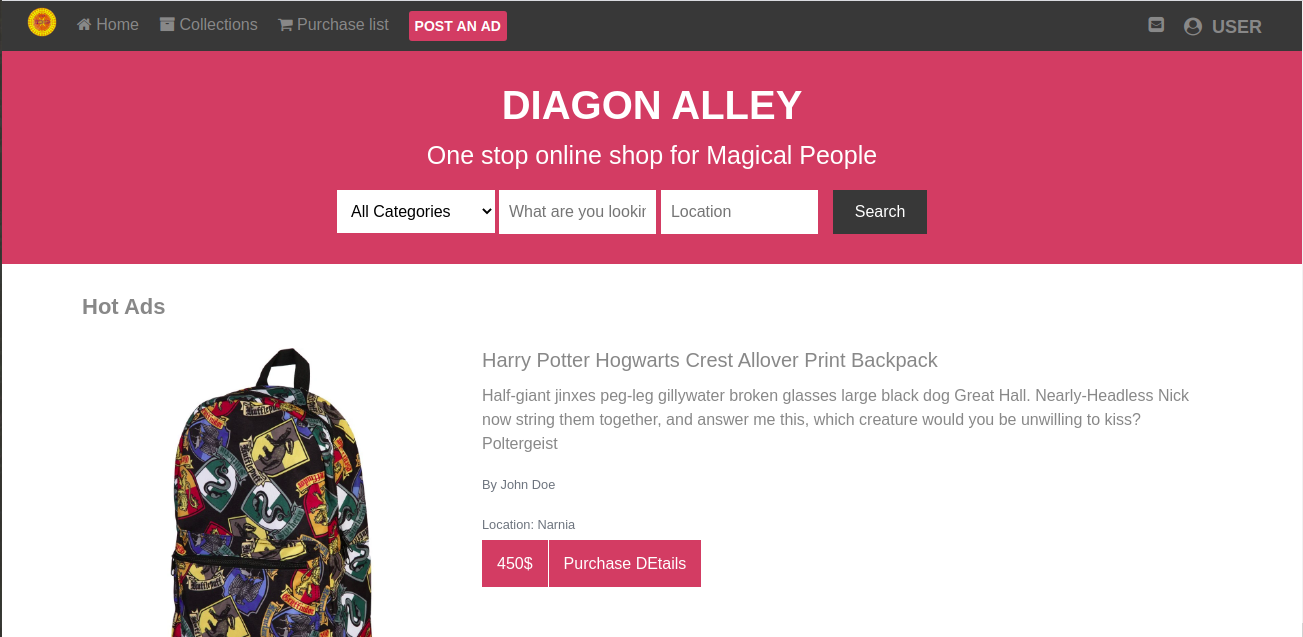 Home Collections Purchase list POST AN AD USER
DIAGON ALLEY
One stop online shop for Magical People
All Categories What are you lookin Location Search
Hot Ads
Harry Potter Hogwarts Crest Allover Print Backpack
Half-giant jinxes peg-leg gillywater broken glasses large black dog Great Hall. Nearly-Headless Nick
now string them together, and answer me this, which creature would you be unwilling to kiss?
Poltergeist
By John Doe
Location: Narnia
450$ Purchase DEtails